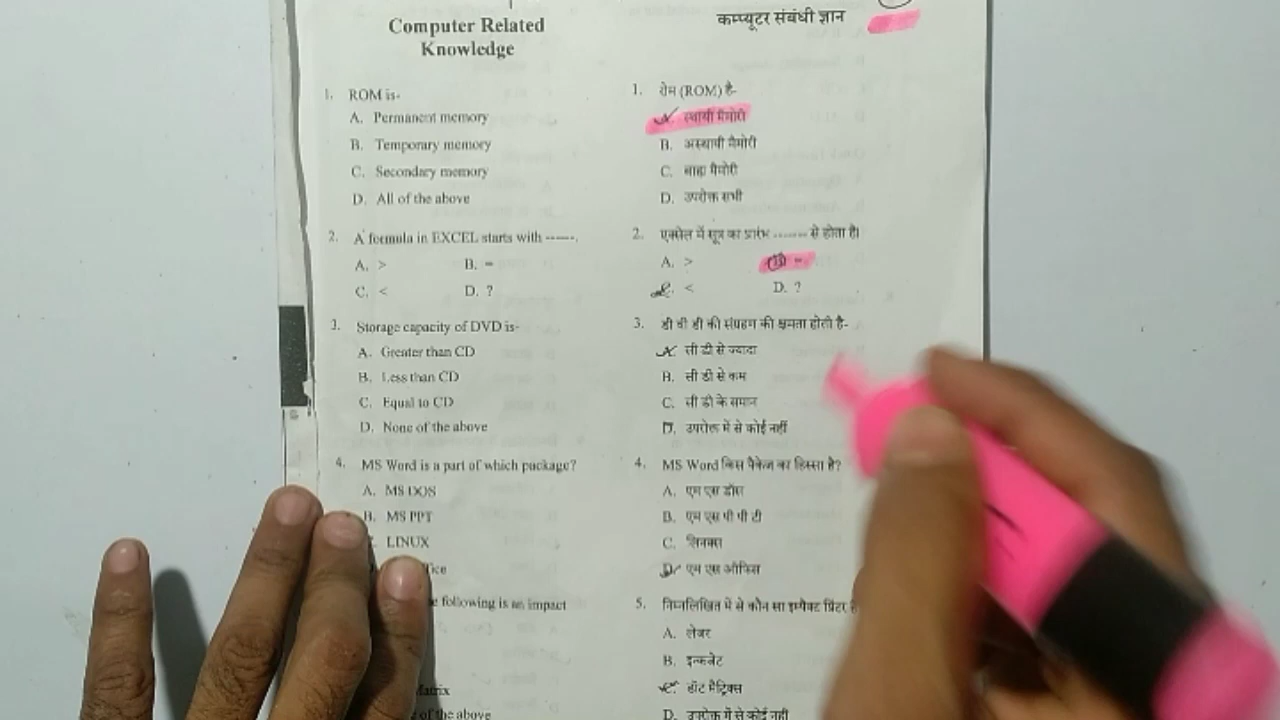 Computer Related
Knowledge
1. ROM is-
A. Permanent memory
B. Temporary memory
C. Secondary memory
D. All of the above
2. A formula in EXCEL starts with ------.
A. >
B. =
C. <
D. ?
3. Storage capacity of DVD is-
A. Greater than CD
B. Less than CD
C. Equal to CD
D. None of the above
4. MS Word is a part of which package?
A. MS DOS
B. MS PPT
LINUX
ice
e following is an impact
Matrix
e of the above
कम्प्यूटर संबंधी ज्ञान
1. रोम (ROM) है-
A. स्थायी मैमोरी
B. अस्थायी मैमोरी
C. बाह्य मैमोरी
D. उपरोक्त सभी
2. एक्सेल में सूत्र का प्रारंभ ------- से होता है।
A. >
B. =
C. <
D. ?
3. डी वी डी की संग्रहण की क्षमता होती है-
A. सी डी से ज्यादा
B. सी डी से कम
C. सी डी के समान
D. उपरोक्त में से कोई नहीं
4. MS Word किस पैकेज का हिस्सा है?
A. एम एस डॉस
B. एम एस पी पी टी
C. लिनक्स
D. एम एस ऑफिस
5. निम्नलिखित में से कौन सा इम्पैक्ट प्रिंटर है
A. लेजर
B. इन्कजेट
C. डॉट मैट्रिक्स
D. उपरोक्त में से कोई नहीं